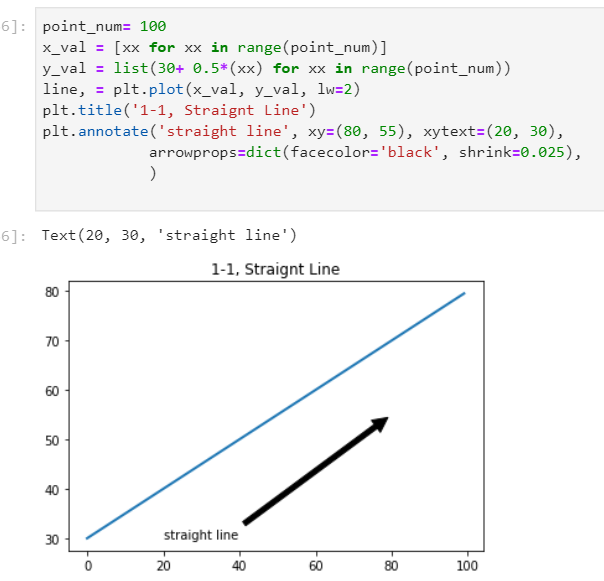 6]: point_num= 100
x_val = [xx for xx in range(point_num)]
y_val = list(30+ 0.5*(xx) for xx in range(point_num))
line, = plt.plot(x_val, y_val, lw=2)
plt.title('1-1, Straignt Line')
plt.annotate('straight line', xy=(80, 55), xytext=(20, 30),
            arrowprops=dict(facecolor='black', shrink=0.025),
            )
6]: Text(20, 30, 'straight line')
1-1, Straignt Line
80
70
60
50
40
30
straight line
0 20 40 60 80 100